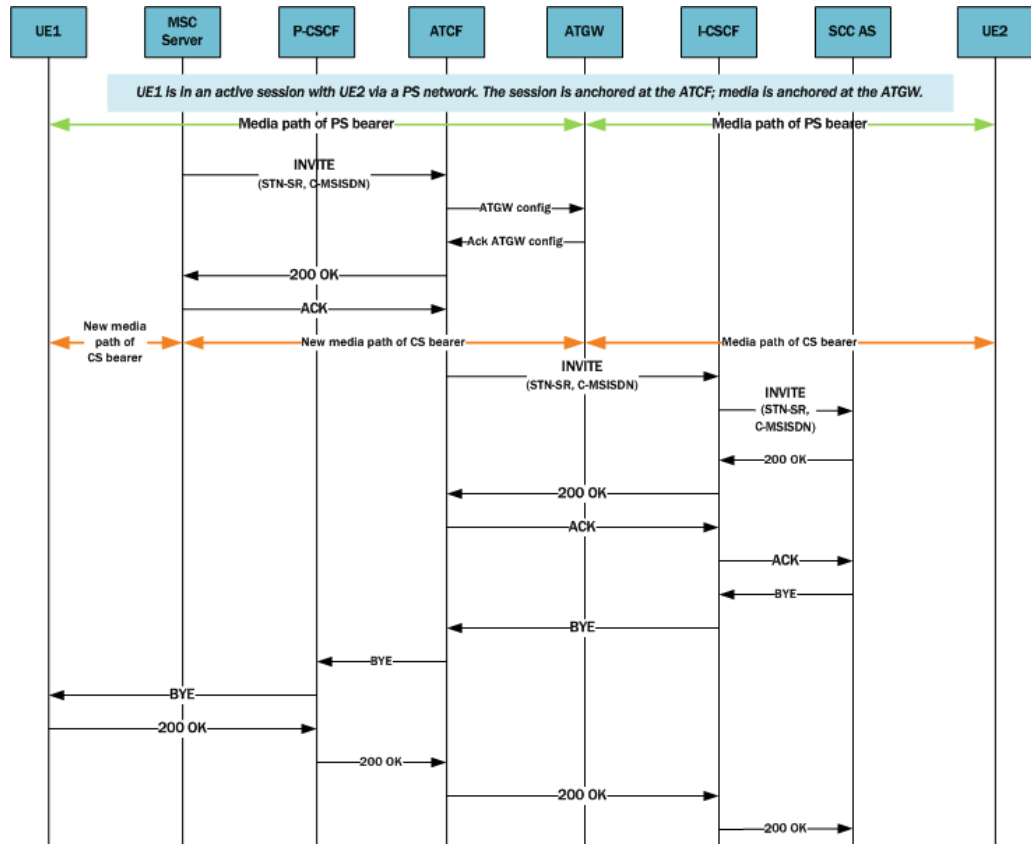 UE1
MSC
Server
P-CSCF
ATCF
ATGW
I-CSCF
SCC AS
UE2
UE1 is in an active session with UE2 via a PS network. The session is anchored at the ATCF; media is anchored at the ATGW.
Media path of PS bearer
Media path of PS bearer
INVITE
(STN-SR, C-MSISDN)
ATGW config
Ack ATGW config
200 OK
ACK
New media
path of
CS bearer
New media path of CS bearer
Media path of CS bearer
INVITE
(STN-SR, C-MSISDN)
INVITE
(STN-SR,
C-MSISDN)
200 OK
200 OK
ACK
ACK
BYE
BYE
BYE
BYE
200 OK
200 OK
200 OK
200 OK